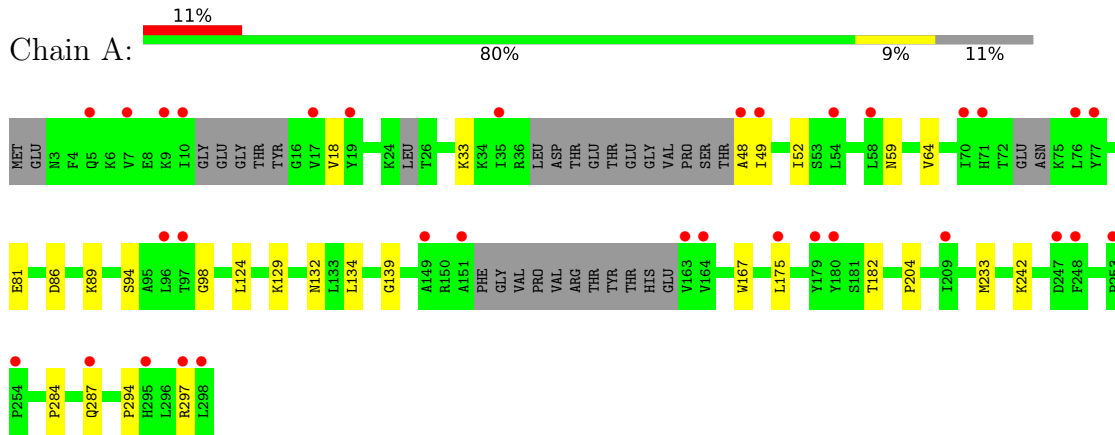 11%
Chain A:
80% 9% 11%
MET GLU N3 F4 Q5 K6 V7 E8 K9 I10 GLY GLU GLY THR TYR G16 V17 V18 Y19 K24 LEU T26 K33 K34 I35 R36 LEU ASP THR GLU THR GLU GLY VAL PRO SER THR A48 I49 I52 S53 L54 L58 N59 V64 I70 H71 T72 GLU ASN K75 L76 Y77
E81 D86 K89 S94 A95 L96 T97 G98 L124 K129 N132 L133 L134 G139 A149 R150 A151 PHE GLY VAL PRO VAL ARG THR TYR THR HIS GLU V163 V164 W167 L175 Y179 Y180 S181 T182 P204 I209 M233 K242 D247 F248 P253
P254 P284 Q287 P294 H295 L296 R297 L298